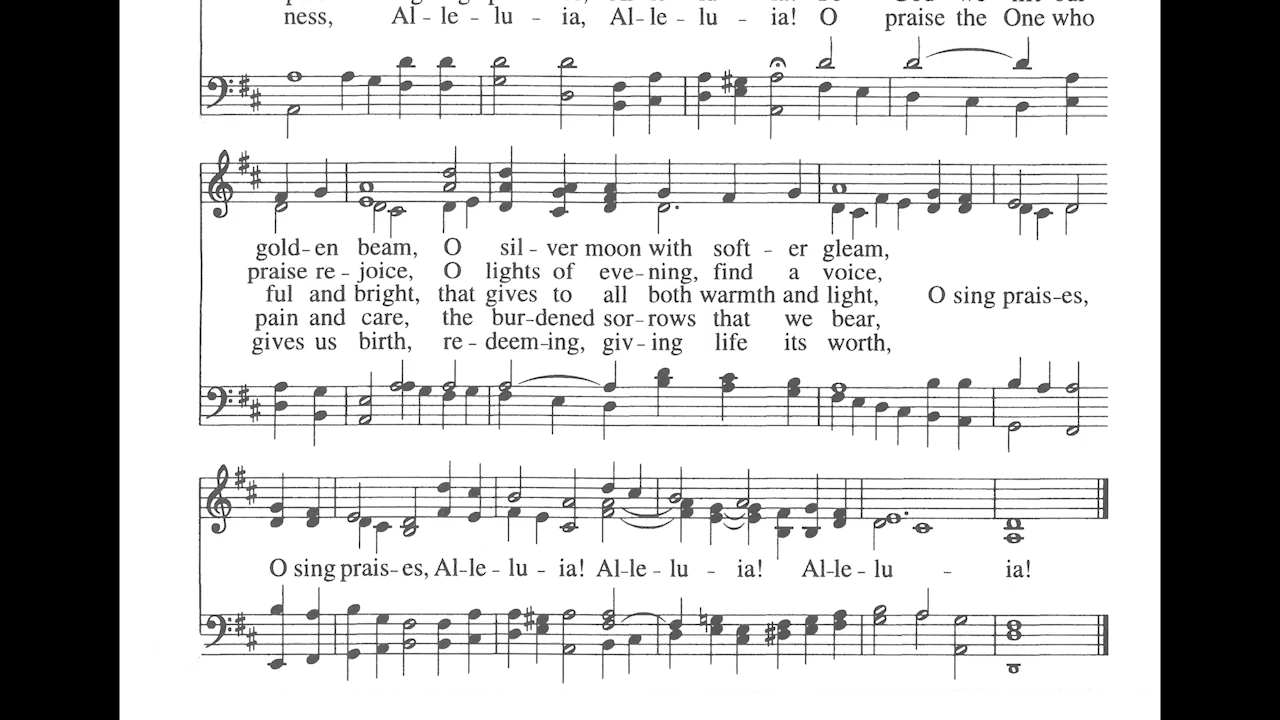 ness, Al – le – lu – ia, Al – le – lu – ia! O praise the One who
gold – en beam, O sil – ver moon with soft – er gleam,
praise re – joice, O lights of eve – ning, find a voice,
ful and bright, that gives to all both warmth and light, O sing prais – es,
pain and care, the bur – dened sor – rows that we bear,
gives us birth, re – deem – ing, giv – ing life its worth,
O sing prais – es, Al – le – lu – ia! Al – le – lu – ia! Al – le – lu – ia!